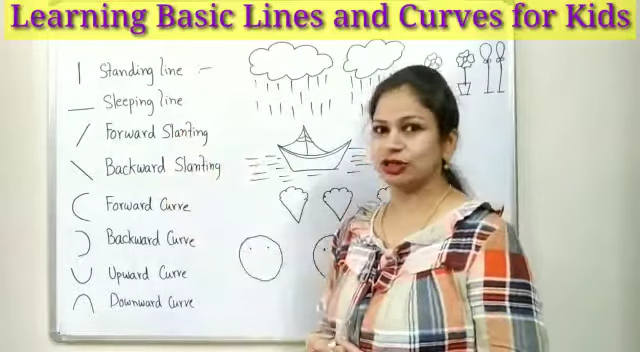 Learning Basic Lines and Curves for Kids
Standing line
Sleeping line
Forward Slanting
Backward Slanting
Forward Curve
Backward Curve
Upward Curve
Downward Curve